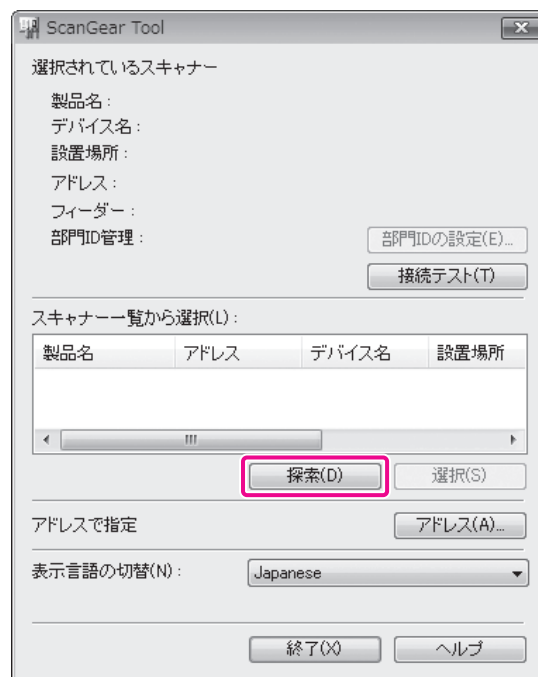 ScanGear Tool
選択されているスキャナー
製品名:
デバイス名:
設置場所:
アドレス:
フィーダー:
部門ID管理:
部門IDの設定(E)...
接続テスト(T)
スキャナー一覧から選択(L):
製品名 アドレス デバイス名 設置場所
探索(D) 選択(S)
アドレスで指定 アドレス(A)...
表示言語の切替(N): Japanese
終了(X) ヘルプ